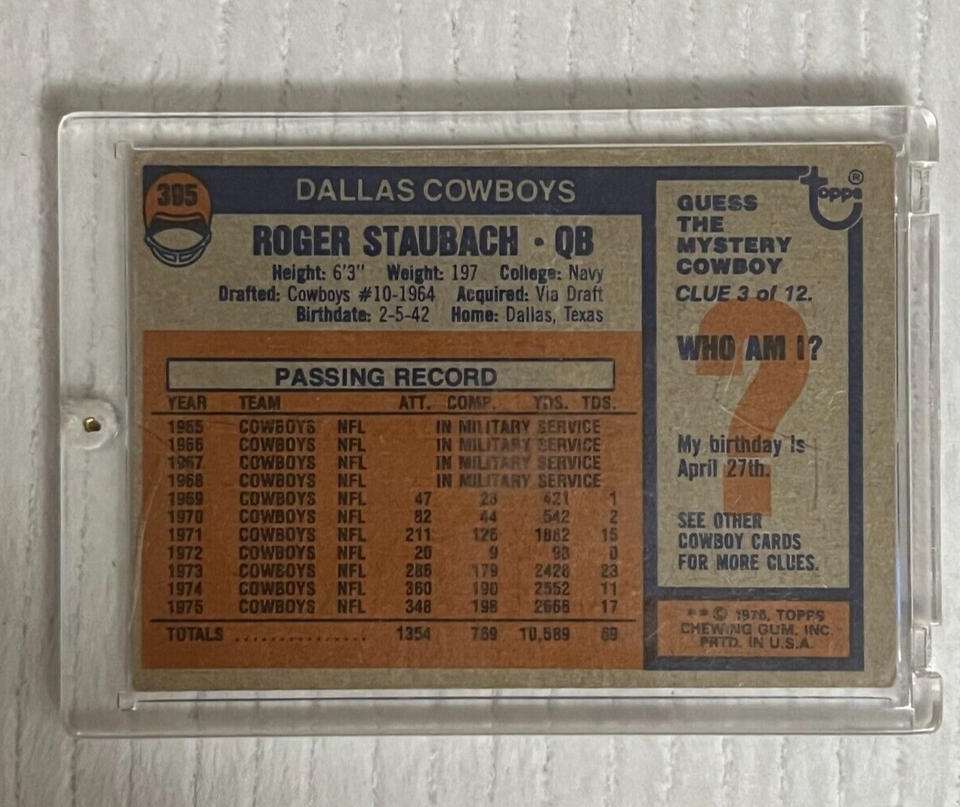 395
DALLAS COWBOYS
ROGER STAUBACH • QB
Height: 6'3" Weight: 197 College: Navy
Drafted: Cowboys #10-1964 Acquired: Via Draft
Birthdate: 2-5-42 Home: Dallas, Texas
PASSING RECORD
YEAR TEAM ATT. COMP. YDS. TDS.
1965 COWBOYS NFL IN MILITARY SERVICE
1966 COWBOYS NFL IN MILITARY SERVICE
1967 COWBOYS NFL IN MILITARY SERVICE
1968 COWBOYS NFL IN MILITARY SERVICE
1969 COWBOYS NFL 47 23 421 1
1970 COWBOYS NFL 82 44 542 2
1971 COWBOYS NFL 211 126 1882 15
1972 COWBOYS NFL 20 9 98 0
1973 COWBOYS NFL 286 179 2428 23
1974 COWBOYS NFL 360 190 2552 11
1975 COWBOYS NFL 348 198 2666 17
TOTALS .................. 1354 769 10,589 69
topps®
GUESS
THE
MYSTERY
COWBOY
CLUE 3 of 12.
?
WHO AM I?
My birthday is
April 27th.
SEE OTHER
COWBOY CARDS
FOR MORE CLUES.
* * © 1976, TOPPS
CHEWING GUM, INC.
PRTD. IN U.S.A.